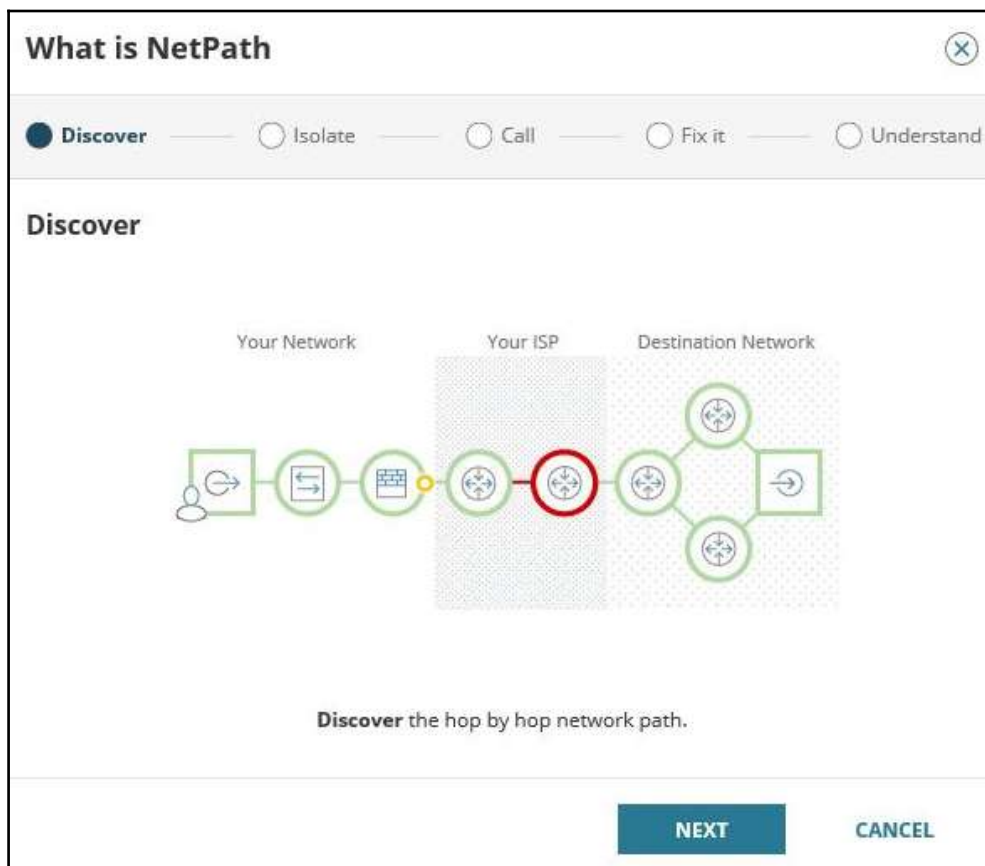 What is NetPath
Discover Isolate Call Fix it Understand
Discover
Your Network Your ISP Destination Network
Discover the hop by hop network path.
NEXT CANCEL